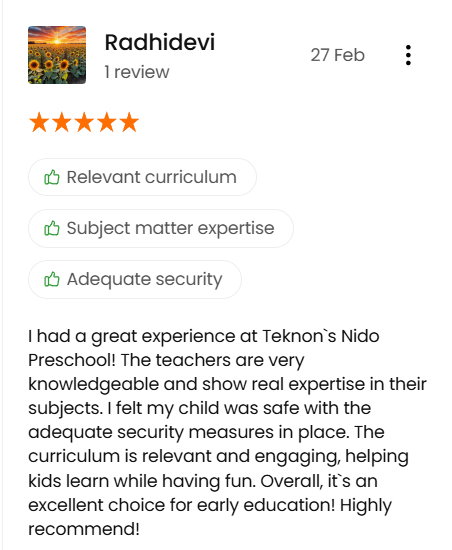 Radhidevi
27 Feb
1 review
Relevant curriculum
Subject matter expertise
Adequate security
I had a great experience at Teknon`s Nido
Preschool! The teachers are very
knowledgeable and show real expertise in their
subjects. I felt my child was safe with the
adequate security measures in place. The
curriculum is relevant and engaging, helping
kids learn while having fun. Overall, it`s an
excellent choice for early education! Highly
recommend!